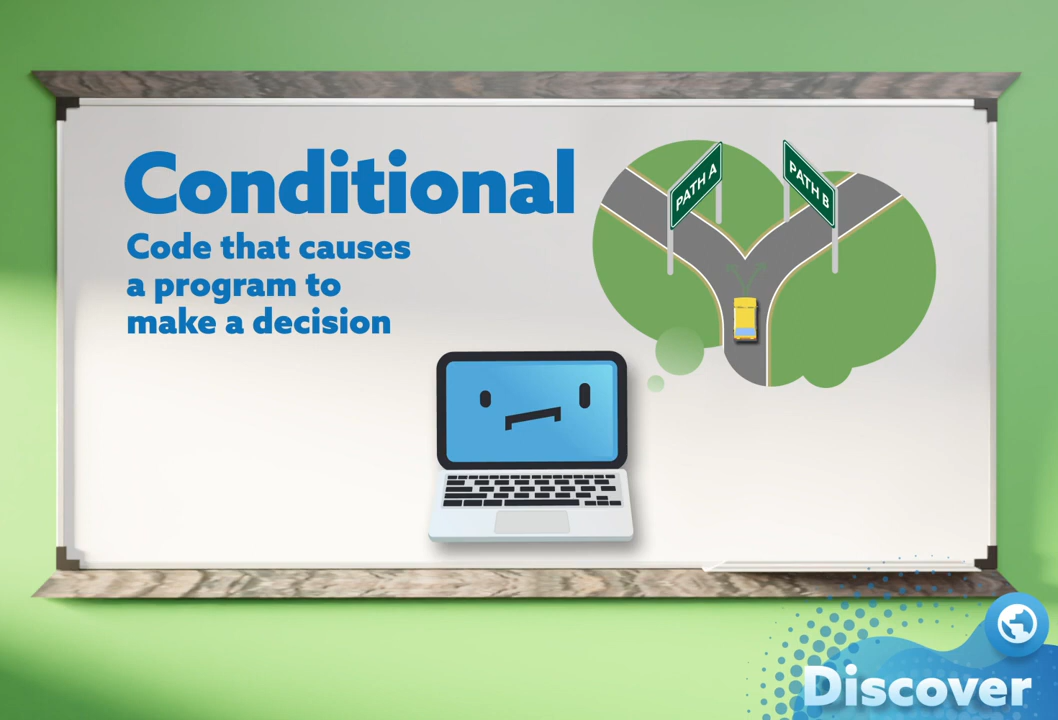 Conditional
Code that causes
a program to
make a decision
PATH A
PATH B
Discover